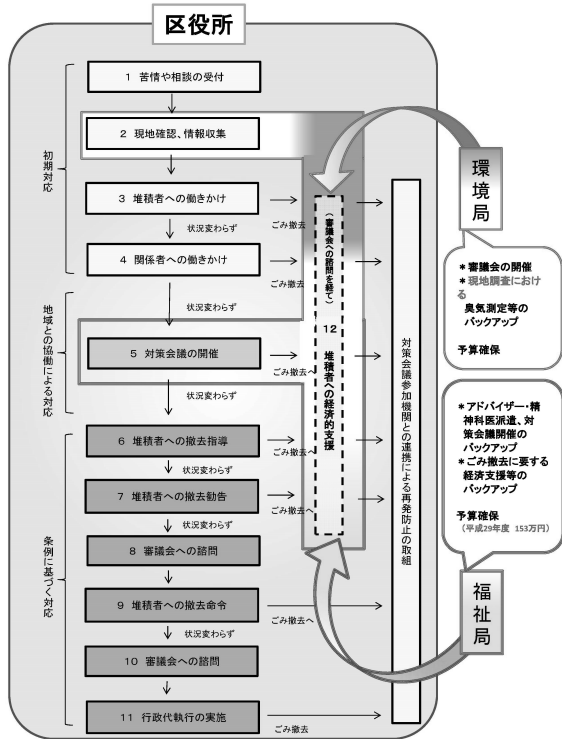 区役所
初期対応
1 苦情や相談の受付
2 現地確認、情報収集
3 堆積者への働きかけ
ごみ撤去
状況変わらず
4 関係者への働きかけ
ごみ撤去
状況変わらず
地域との協働による対応
5 対策会議の開催
ごみ撤去へ
状況変わらず
条例に基づく対応
6 堆積者への撤去指導
ごみ撤去へ
状況変わらず
7 堆積者への撤去勧告
ごみ撤去へ
状況変わらず
8 審議会への諮問
9 堆積者への撤去命令
ごみ撤去へ
状況変わらず
10 審議会への諮問
11 行政代執行の実施
ごみ撤去
(審議会への諮問を経て)
12 堆積者への経済的支援
対策会議参加機関との連携による再発防止の取組
環境局
*審議会の開催
*現地調査におけ
る
臭気測定等の
バックアップ
予算確保
*アドバイザー・精
神科医派遣、対
策会議開催の
バックアップ
*ごみ撤去に要する
経済支援等の
バックアップ
予算確保
(平成29年度 153万円)
福祉局